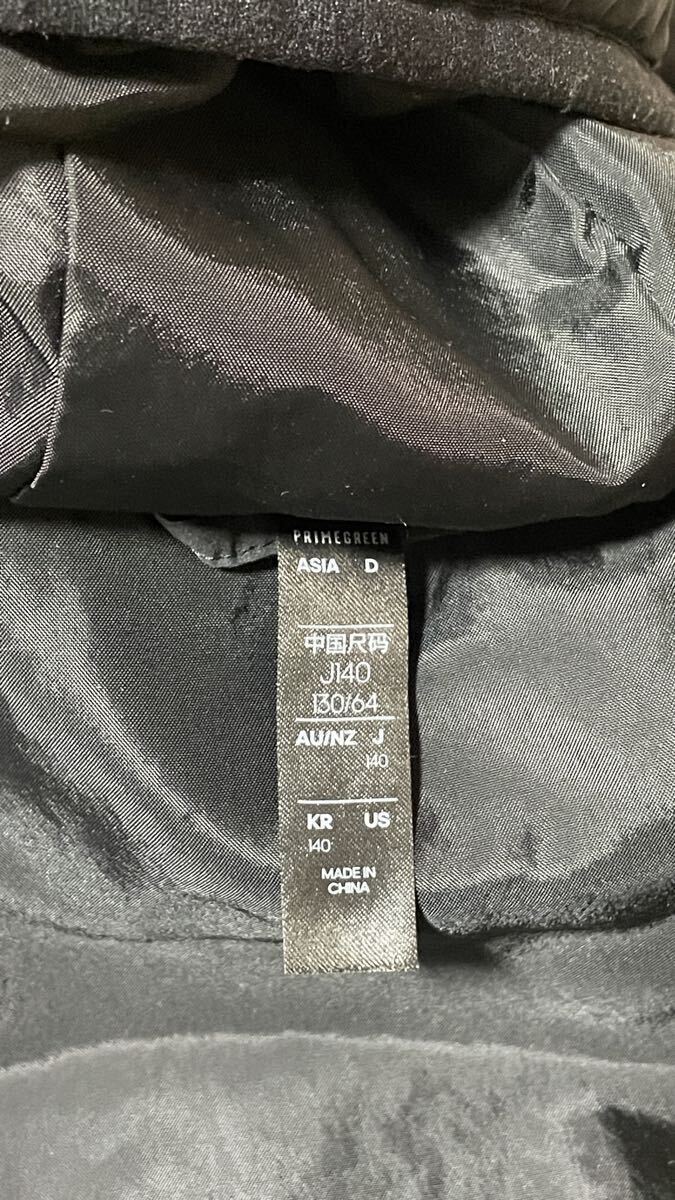 PRIMEGREEN
ASIA D
中国尺码
J140
130/64
AU/NZ J
140
KR US
140
MADE IN
CHINA